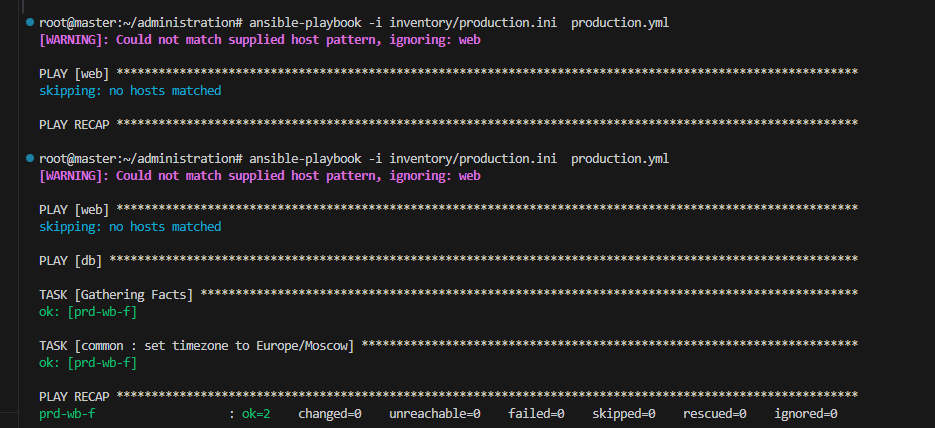 root@master:~/administration# ansible-playbook -i inventory/production.ini  production.yml
[WARNING]: Could not match supplied host pattern, ignoring: web
PLAY [web] **********************************************************************************************************
skipping: no hosts matched
PLAY RECAP **********************************************************************************************************
root@master:~/administration# ansible-playbook -i inventory/production.ini  production.yml
[WARNING]: Could not match supplied host pattern, ignoring: web
PLAY [web] **********************************************************************************************************
skipping: no hosts matched
PLAY [db] ***********************************************************************************************************
TASK [Gathering Facts] **********************************************************************************************
ok: [prd-wb-f]
TASK [common : set timezone to Europe/Moscow] ***********************************************************************
ok: [prd-wb-f]
PLAY RECAP **********************************************************************************************************
prd-wb-f                   : ok=2    changed=0    unreachable=0    failed=0    skipped=0    rescued=0    ignored=0